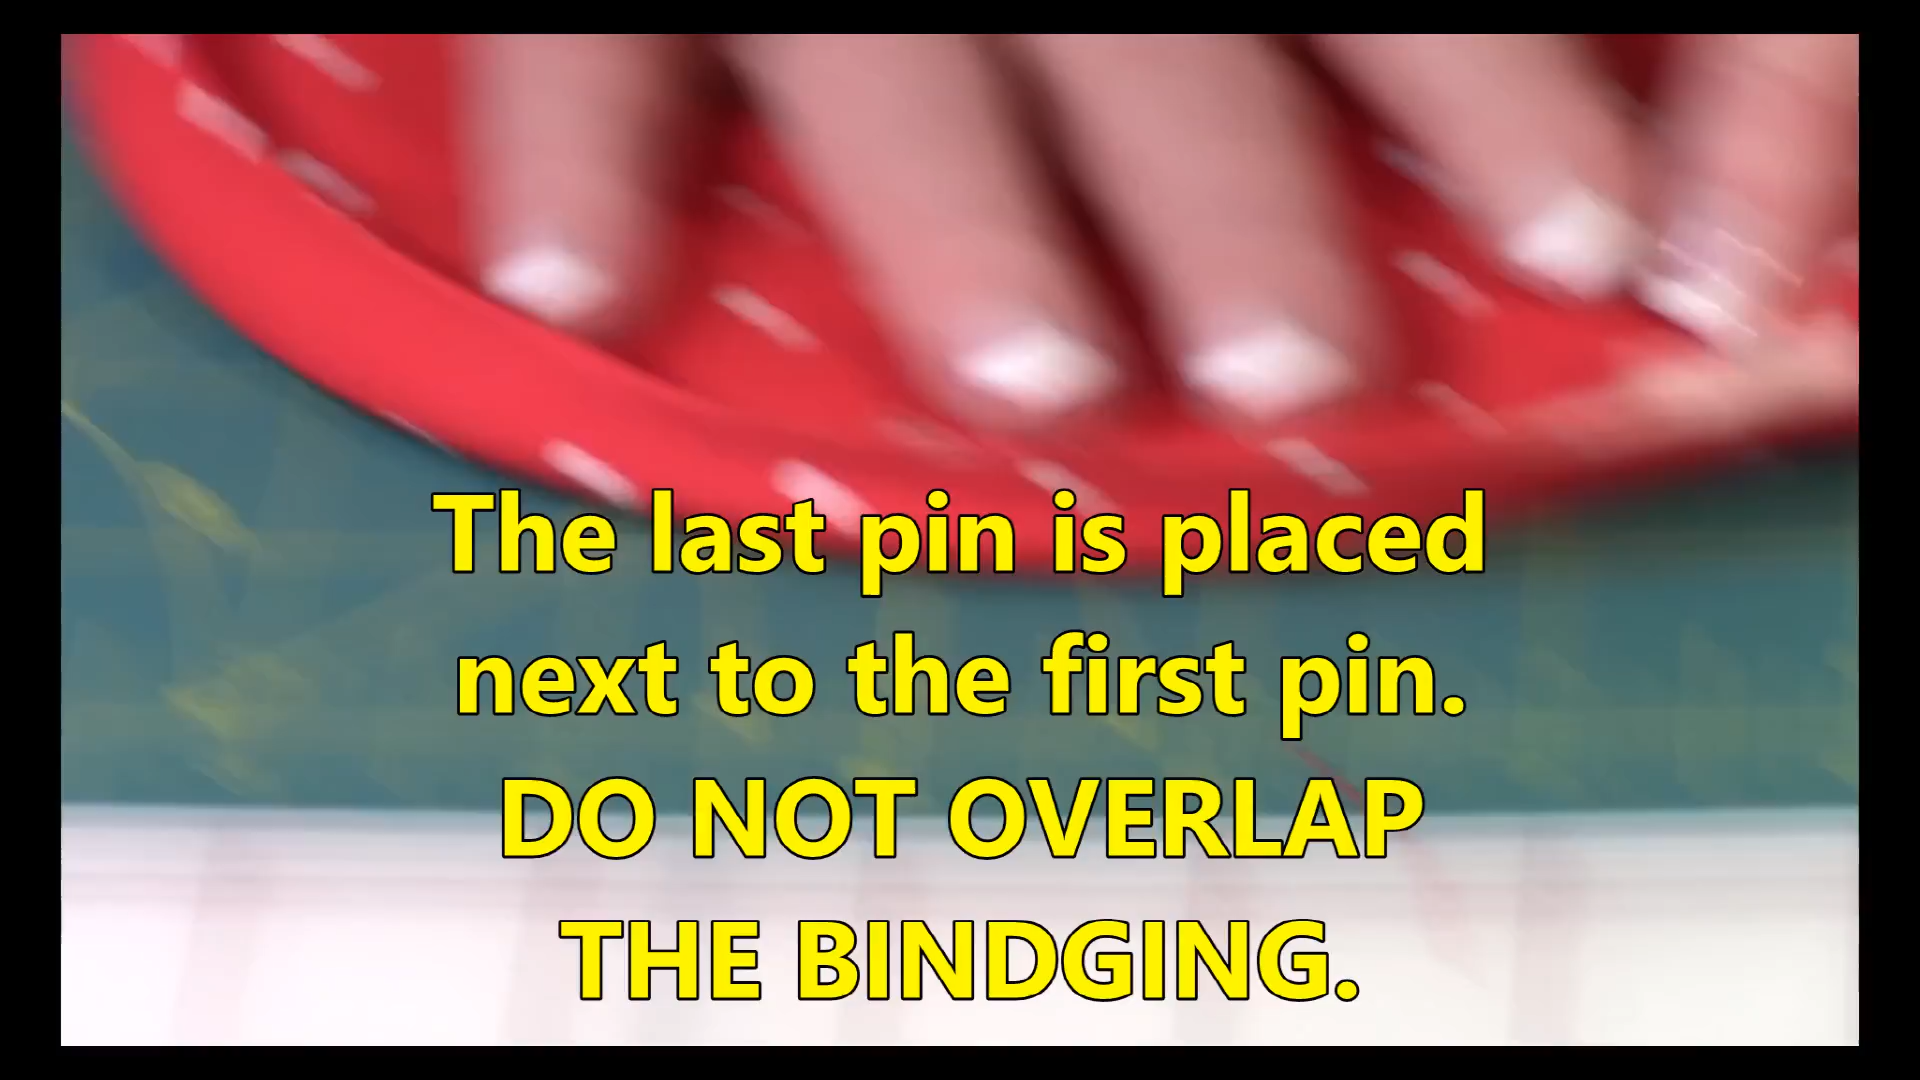 The last pin is placed
next to the first pin.
DO NOT OVERLAP
THE BINDGING.